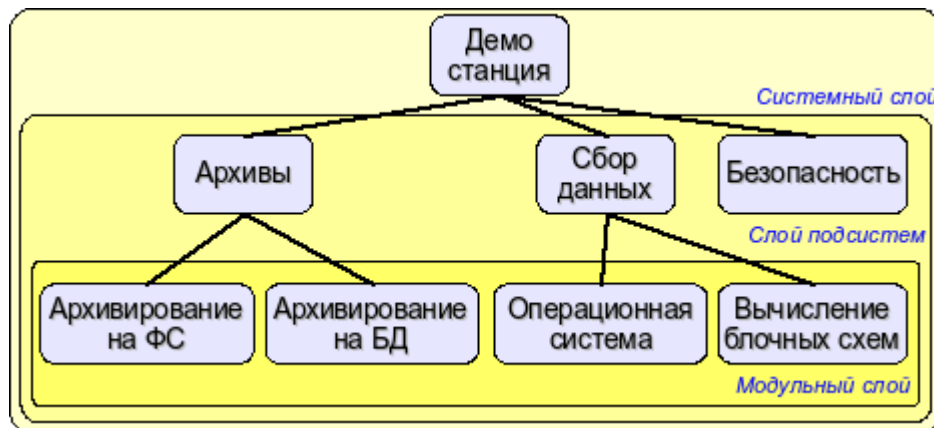 Демо
станция
Системный слой
Архивы
Сбор
данных
Безопасность
Слой подсистем
Архивирование
на ФС
Архивирование
на БД
Операционная
система
Вычисление
блочных схем
Модульный слой